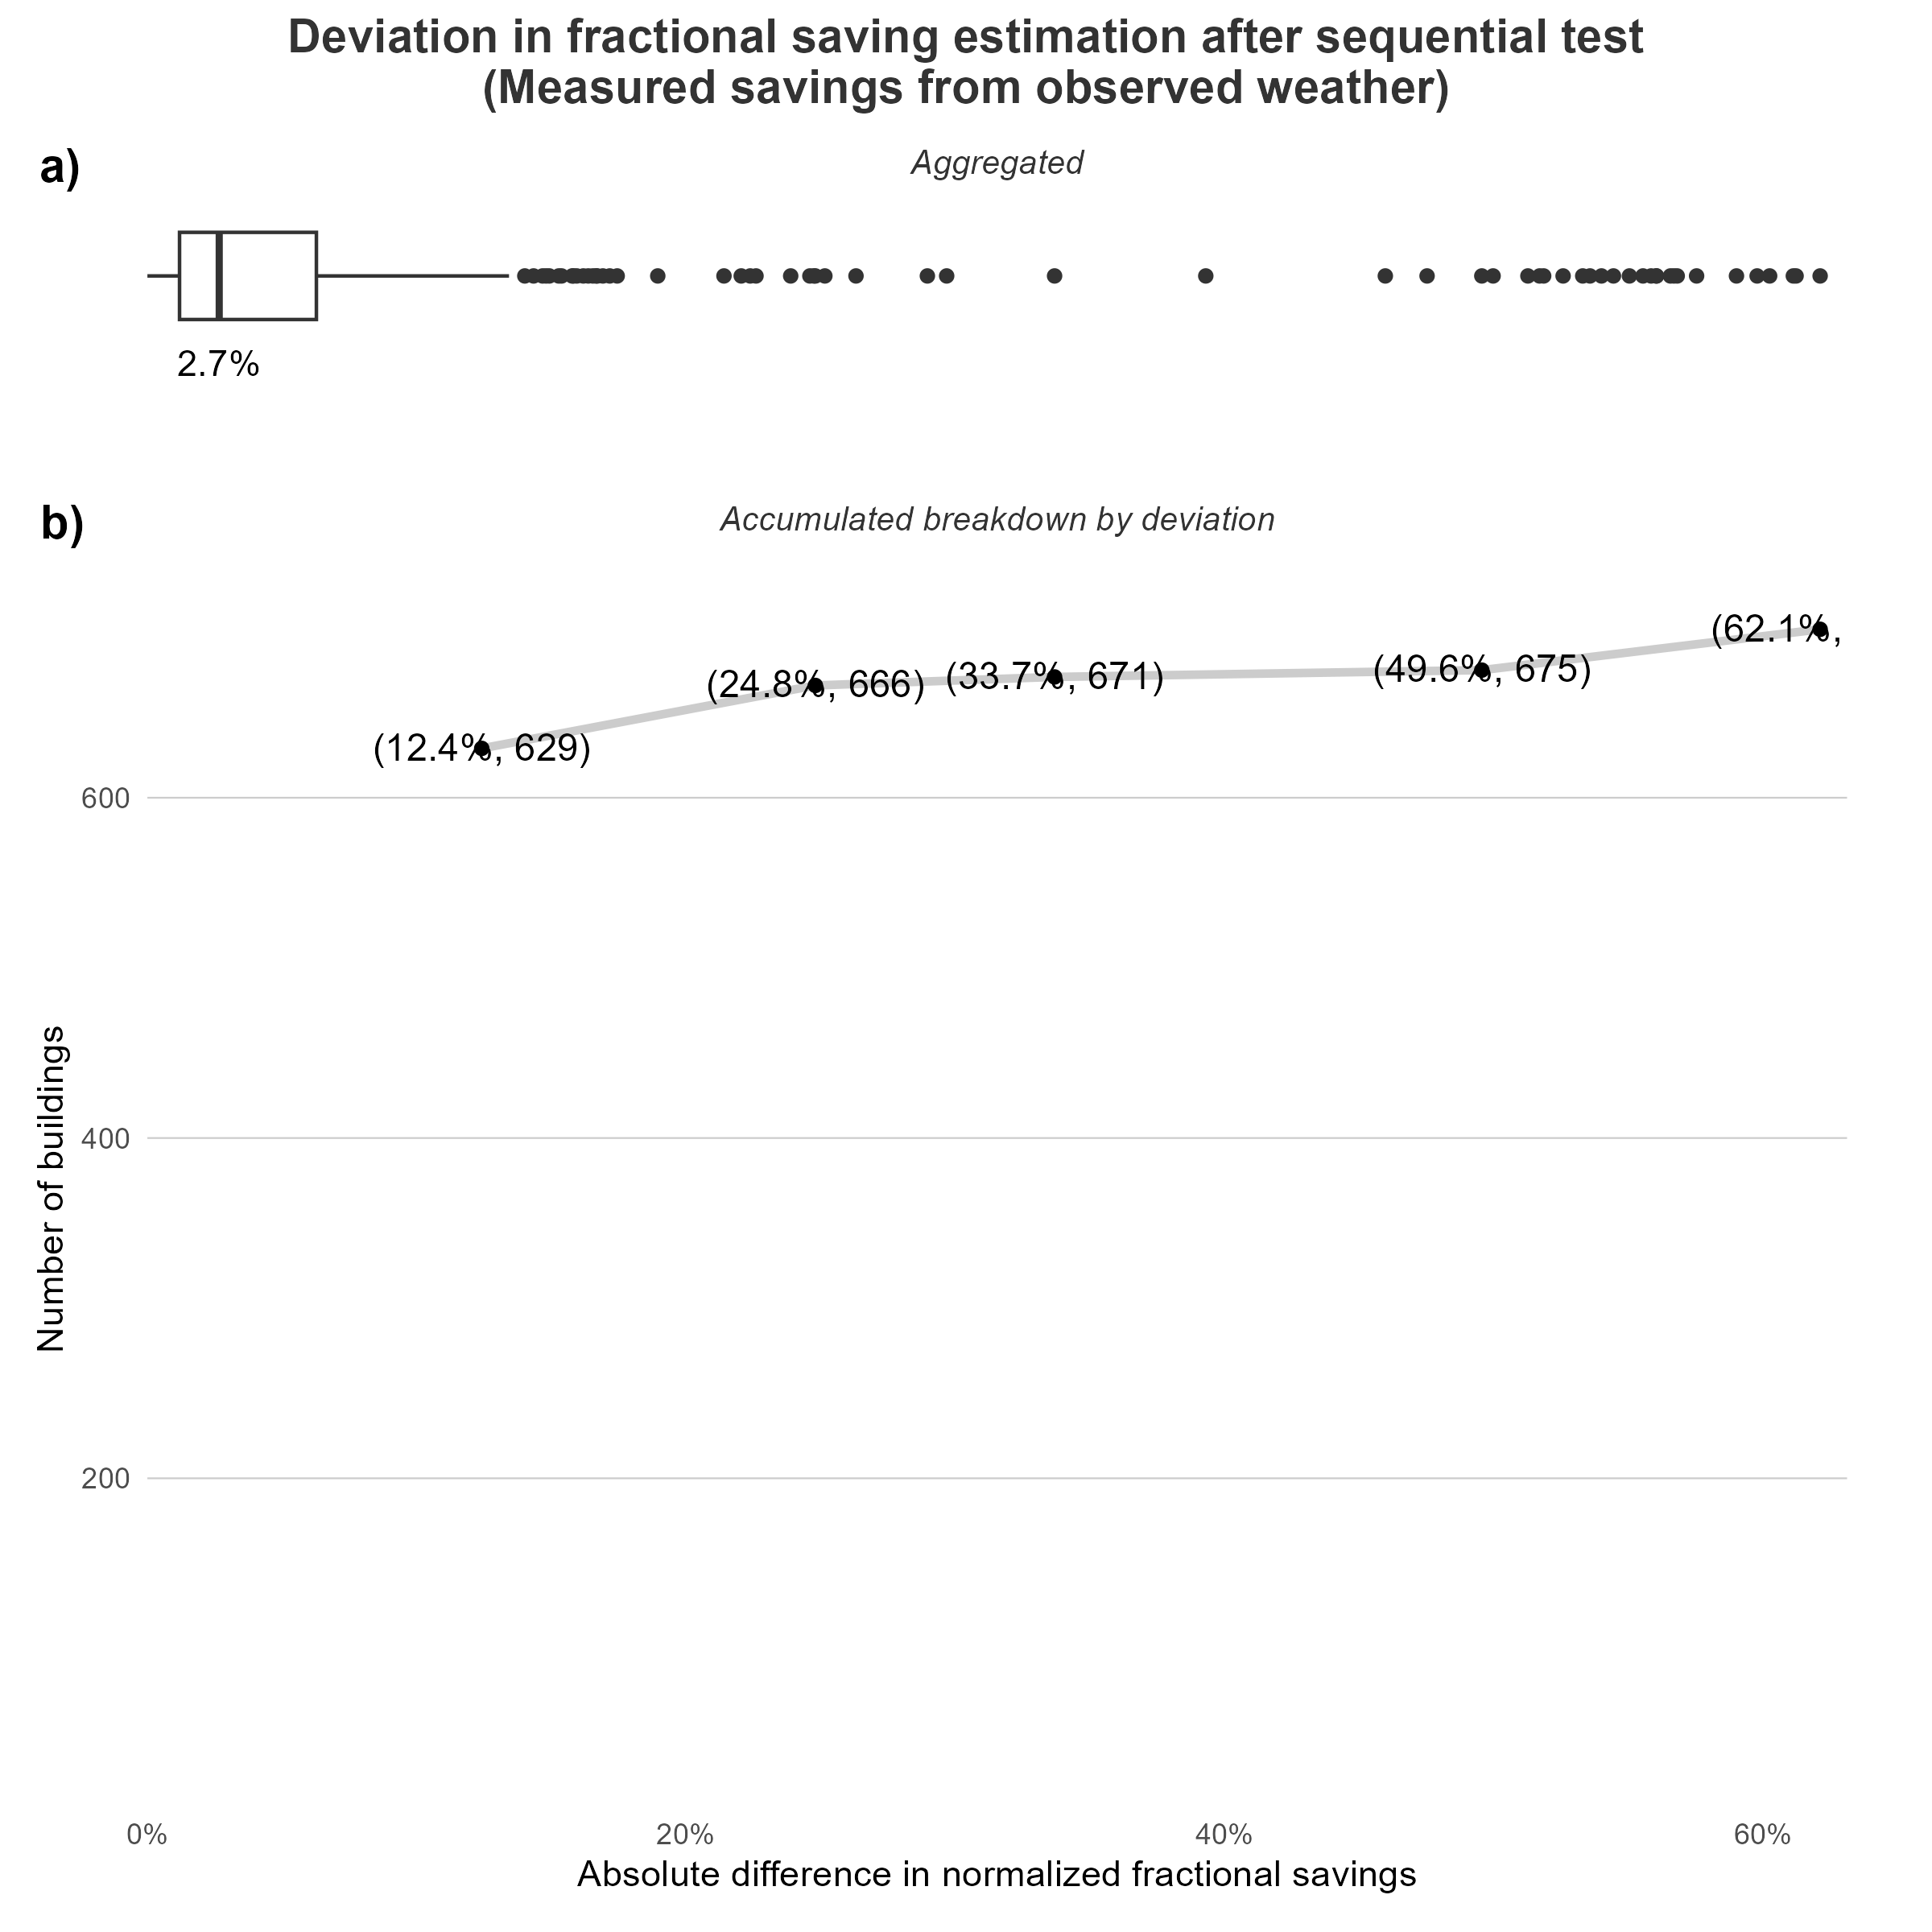 Deviation in fractional saving estimation after sequential test
(Measured savings from observed weather)
a)
Aggregated
2.7%
b)
Accumulated breakdown by deviation
(62.1%,
(24.8%, 666)
(33.7%, 671)
(49.6%, 675)
(12.4%, 629)
600
400
200
Number of buildings
0%
20%
40%
60%
Absolute difference in normalized fractional savings